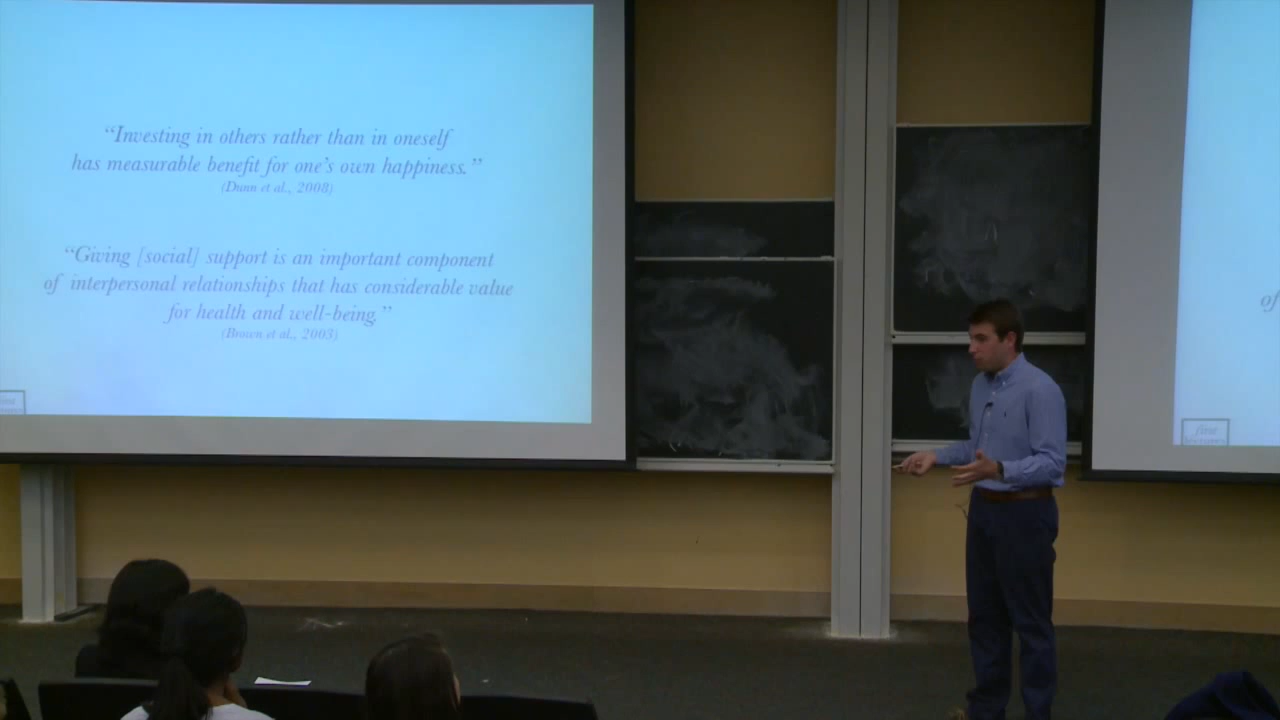 “Investing in others rather than in oneself
has measurable benefit for one’s own happiness.”
(Dunn et al., 2008)
“Giving [social] support is an important component
of interpersonal relationships that has considerable value
for health and well-being.”
(Brown et al., 2003)
of
first